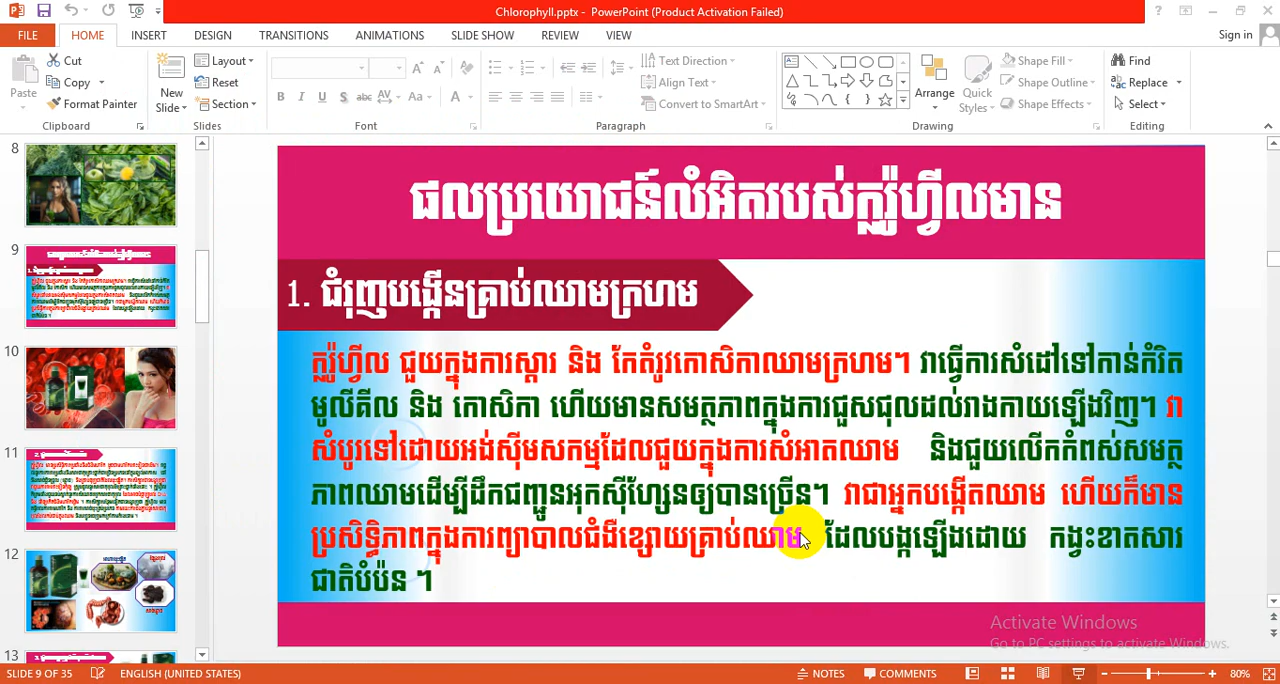 Chlorophyll.pptx - PowerPoint (Product Activation Failed)
FILE HOME INSERT DESIGN TRANSITIONS ANIMATIONS SLIDE SHOW REVIEW VIEW Sign in
Paste Cut Copy Format Painter
Clipboard
New Slide Layout Reset Section
Slides
B I U S abc AV Aa A
Font
Text Direction Align Text Convert to SmartArt
Paragraph
Arrange Quick Styles Shape Fill Shape Outline Shape Effects
Drawing
Find Replace Select
Editing
8
9
10
11
12
13
ផលប្រយោជន៍លំអិតរបស់ក្លរ៉ូហ្វីលមាន
1. ជំរុញបង្កើនគ្រាប់ឈាមក្រហម
ក្លរ៉ូហ្វីល ជួយក្នុងការស្តារ និង កែតំរូវកោសិកាឈាមក្រហម។ វាធ្វើការសំដៅទៅកាន់កំរិត
មូលីគីល និង កោសិកា ហើយមានសមត្ថភាពក្នុងការជួសជុលដល់រាងកាយឡើងវិញ។ វា
សំបូរទៅដោយអង់ស៊ីមសកម្មដែលជួយក្នុងការសំអាតឈាម និងជួយលើកកំពស់សមត្ថ
ភាពឈាមដើម្បីដឹកជញ្ជូនអុកស៊ីហ្សែនឲ្យបានច្រើន។ វាជាអ្នកបង្កើតឈាម ហើយក៏មាន
ប្រសិទ្ធិភាពក្នុងការព្យាបាលជំងឺខ្សោយគ្រាប់ឈាម ដែលបង្កឡើងដោយ កង្វះខាតសារ
ជាតិបំប៉ន ។
Activate Windows
Go to PC settings to activate Windows.
SLIDE 9 OF 35 ENGLISH (UNITED STATES) NOTES COMMENTS 80%